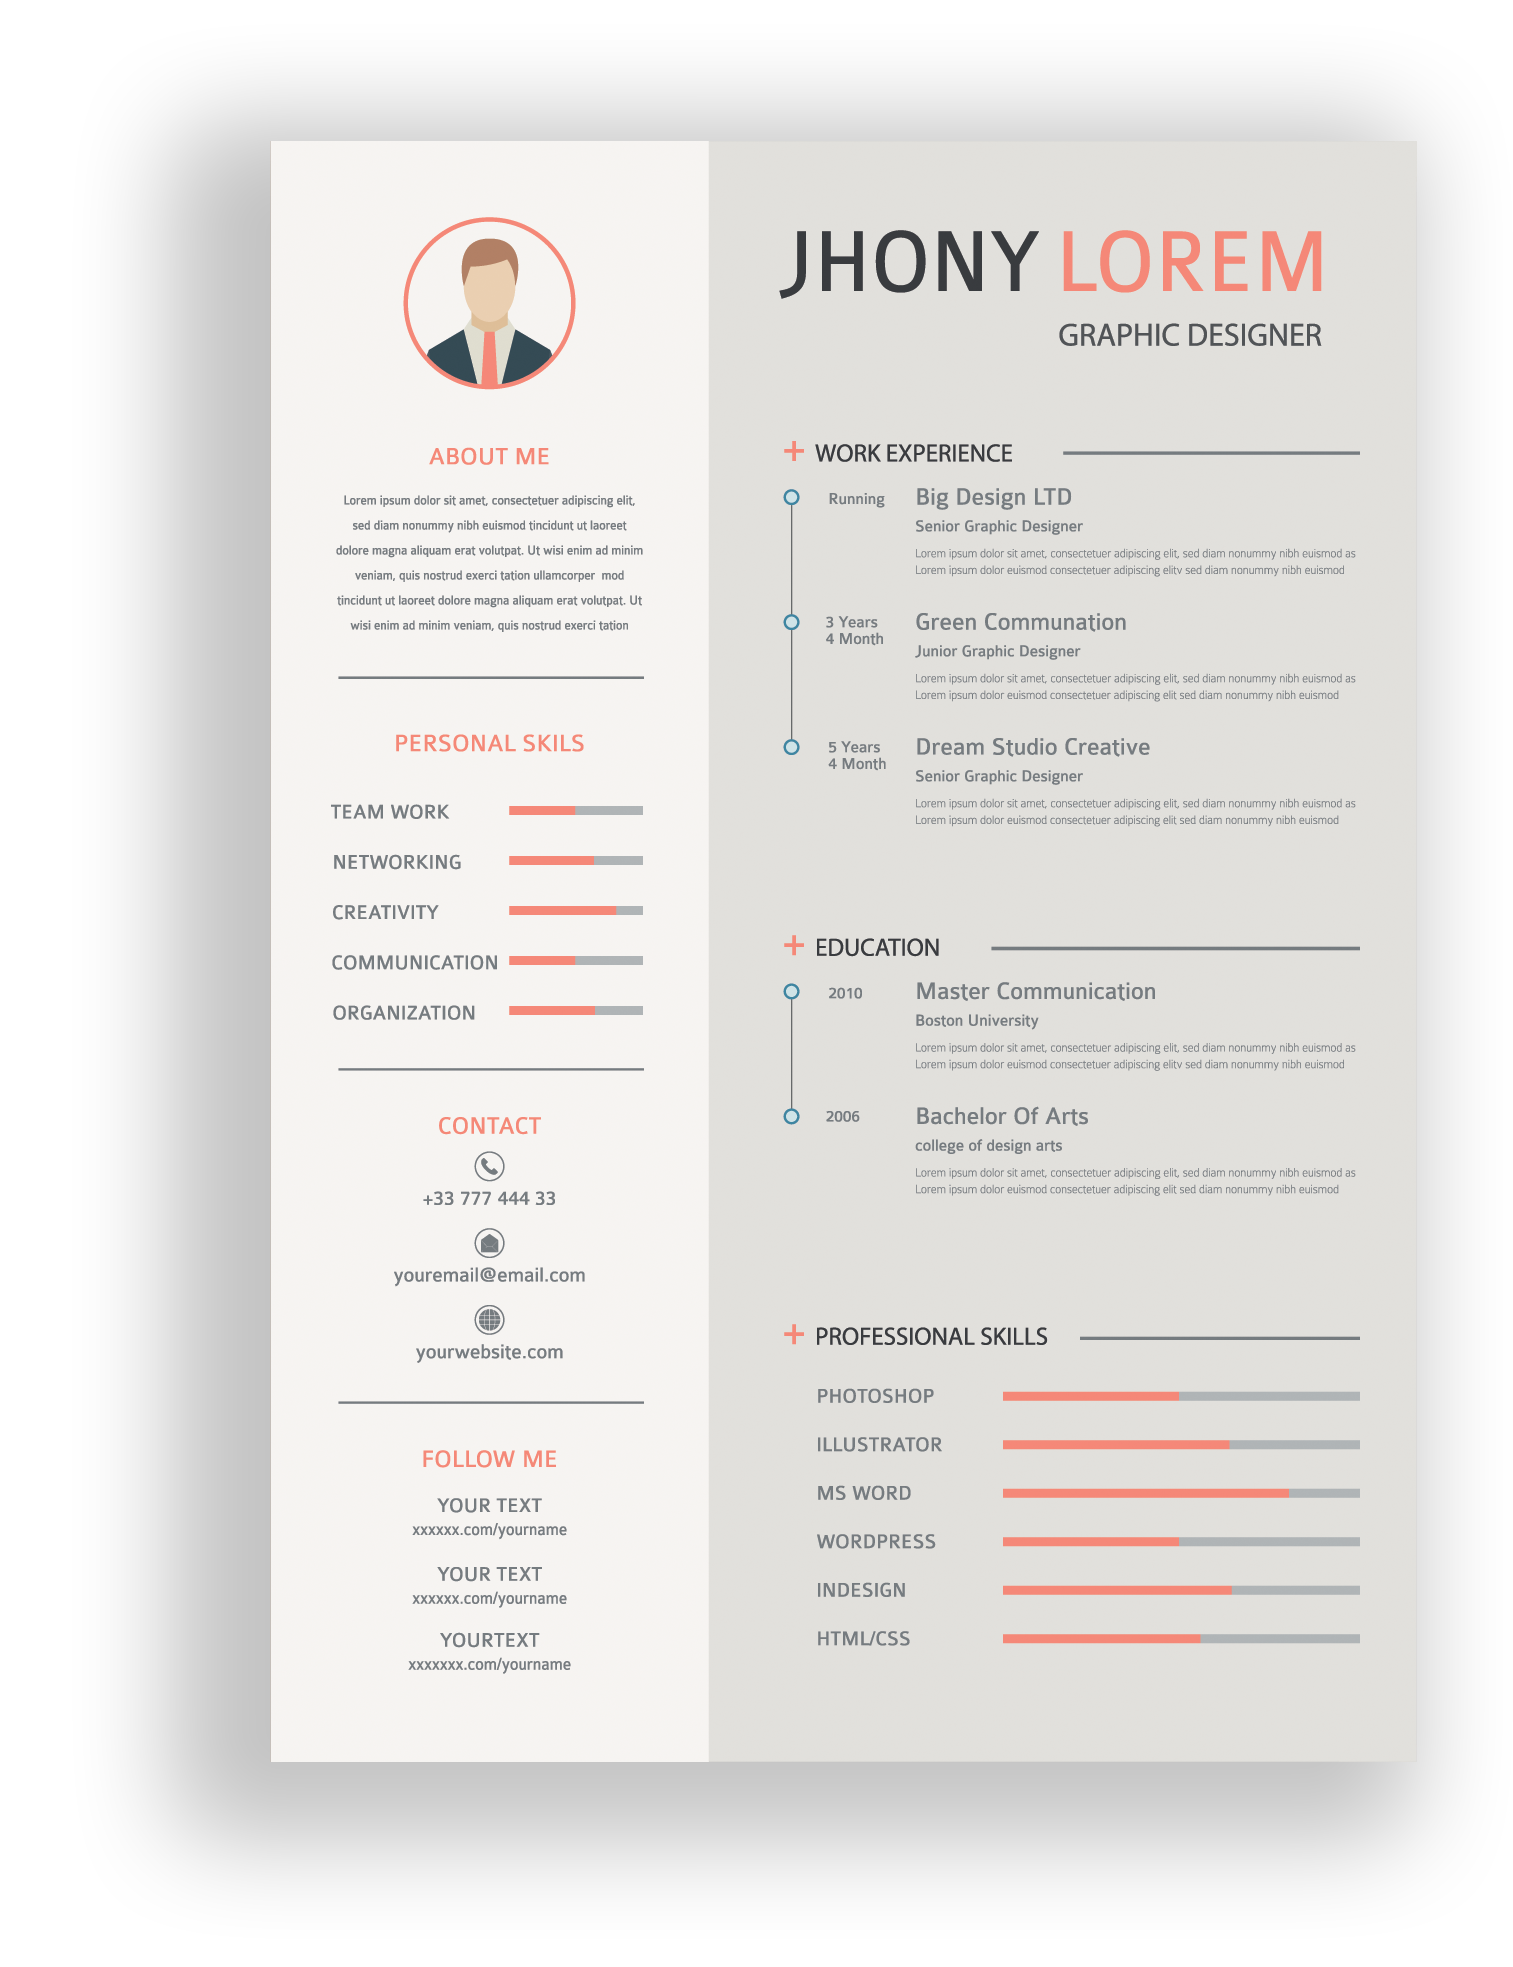 JHONY LOREM
GRAPHIC DESIGNER
ABOUT ME
Lorem ipsum dolor sit amet, consectetuer adipiscing elit,
sed diam nonummy nibh euismod tincidunt ut laoreet
dolore magna aliquam erat volutpat. Ut wisi enim ad minim
veniam, quis nostrud exerci tation ullamcorper mod
tincidunt ut laoreet dolore magna aliquam erat volutpat. Ut
wisi enim ad minim veniam, quis nostrud exerci tation
PERSONAL SKILS
TEAM WORK
NETWORKING
CREATIVITY
COMMUNICATION
ORGANIZATION
CONTACT
+33 777 444 33
youremail@email.com
yourwebsite.com
FOLLOW ME
YOUR TEXT
xxxxxx.com/yourname
YOUR TEXT
xxxxxx.com/yourname
YOURTEXT
xxxxxxx.com/yourname
+ WORK EXPERIENCE
Running
Big Design LTD
Senior Graphic Designer
Lorem ipsum dolor sit amet, consectetuer adipiscing elit, sed diam nonummy nibh euismod as
Lorem ipsum dolor euismod consectetuer adipiscing elitv sed diam nonummy nibh euismod
3 Years
4 Month
Green Communation
Junior Graphic Designer
Lorem ipsum dolor sit amet, consectetuer adipiscing elit, sed diam nonummy nibh euismod as
Lorem ipsum dolor euismod consectetuer adipiscing elit sed diam nonummy nibh euismod
5 Years
4 Month
Dream Studio Creative
Senior Graphic Designer
Lorem ipsum dolor sit amet, consectetuer adipiscing elit, sed diam nonummy nibh euismod as
Lorem ipsum dolor euismod consectetuer adipiscing elit sed diam nonummy nibh euismod
+ EDUCATION
2010
Master Communication
Boston University
Lorem ipsum dolor sit amet, consectetuer adipiscing elit, sed diam nonummy nibh euismod as
Lorem ipsum dolor euismod consectetuer adipiscing elitv sed diam nonummy nibh euismod
2006
Bachelor Of Arts
college of design arts
Lorem ipsum dolor sit amet, consectetuer adipiscing elit, sed diam nonummy nibh euismod as
Lorem ipsum dolor euismod consectetuer adipiscing elit sed diam nonummy nibh euismod
+ PROFESSIONAL SKILLS
PHOTOSHOP
ILLUSTRATOR
MS WORD
WORDPRESS
INDESIGN
HTML/CSS